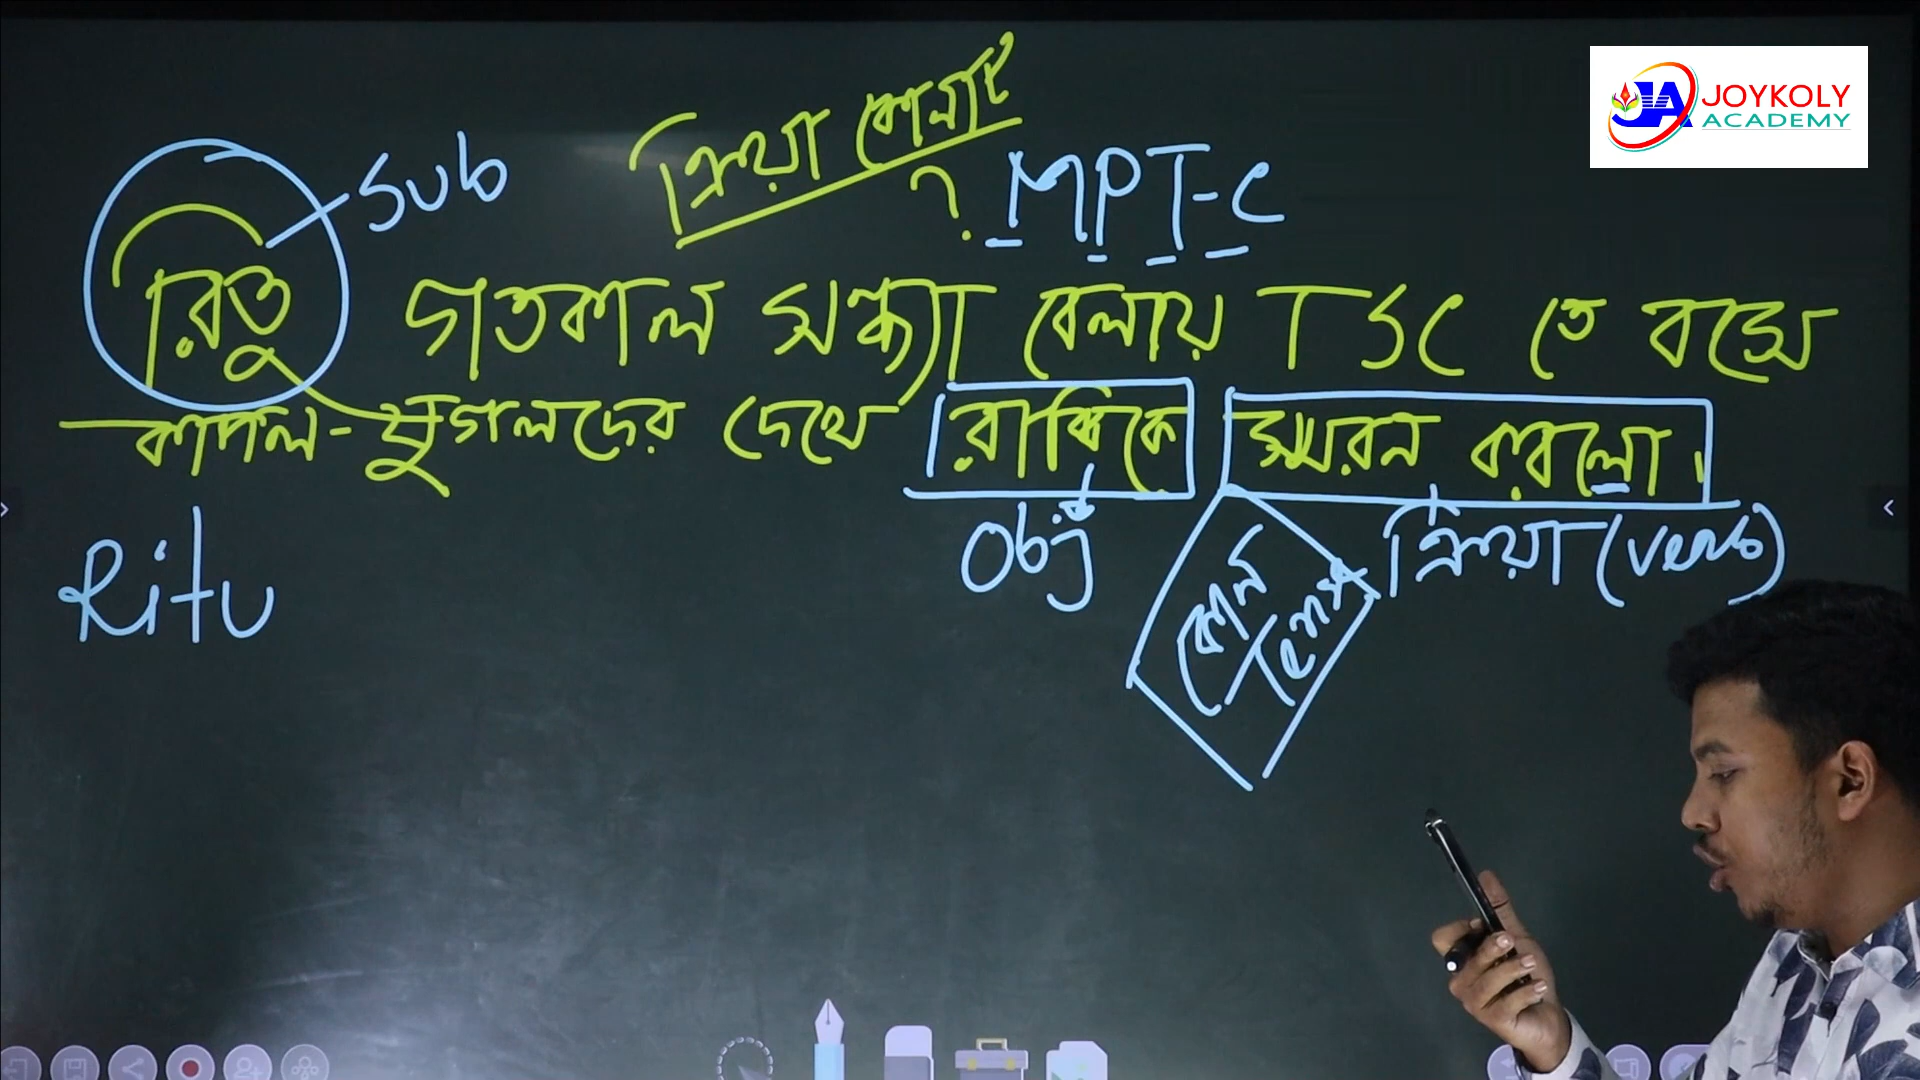 JOYKOLY
ACADEMY
ক্রিয়া কোনটি ?
Sub
MPT-C
রিতু গতকাল সন্ধ্যা বেলায় TSC তে বসে
কাপল-যুগলদের দেখে রাব্বিকে স্মরন করলো।
Obj
ক্রিয়া (verb)
কোন
Tense
Ritu